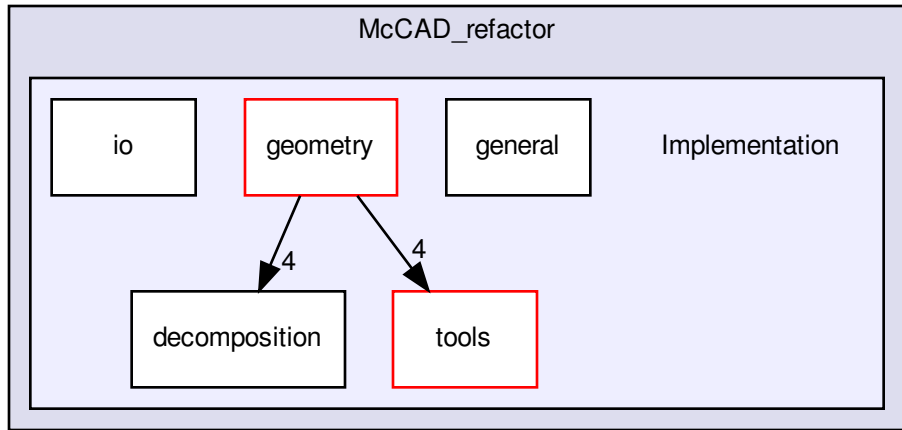 McCAD_refactor
io
geometry
general
Implementation
4
4
decomposition
tools